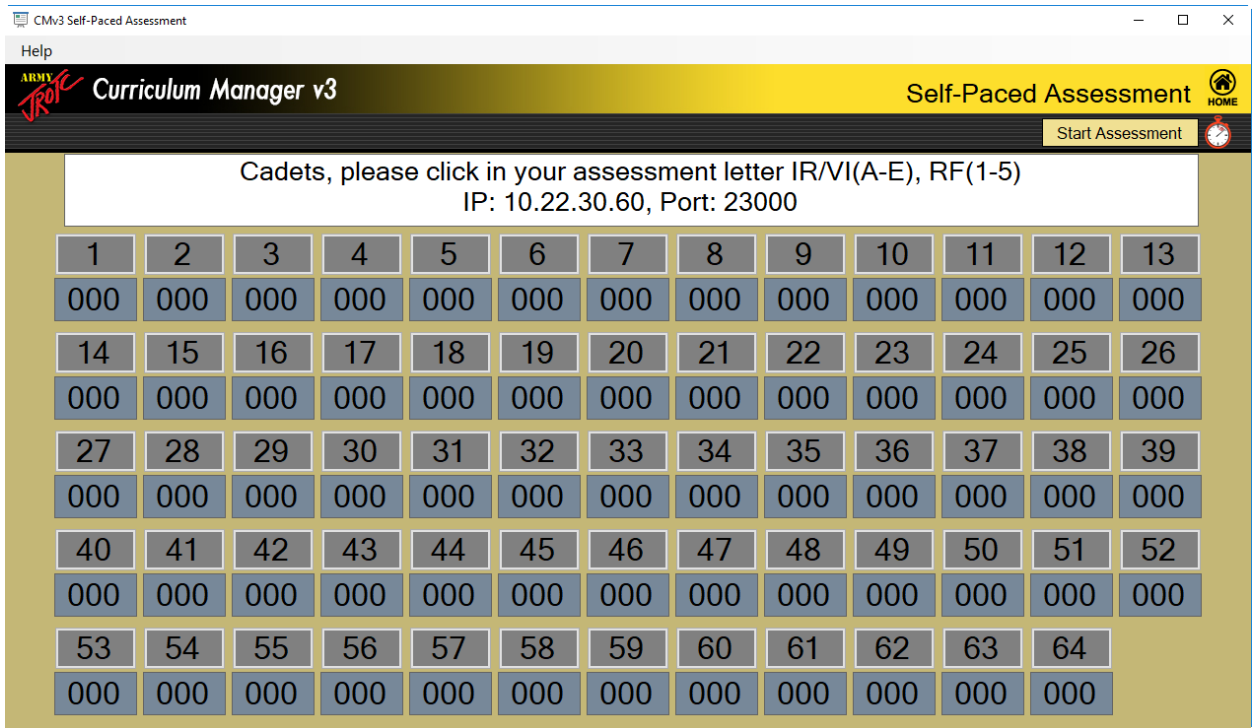 CMv3 Self-Paced Assessment
Help
ARMY JROTC Curriculum Manager v3 Self-Paced Assessment HOME
Start Assessment
Cadets, please click in your assessment letter IR/VI(A-E), RF(1-5)
IP: 10.22.30.60, Port: 23000
1 2 3 4 5 6 7 8 9 10 11 12 13
000 000 000 000 000 000 000 000 000 000 000 000 000
14 15 16 17 18 19 20 21 22 23 24 25 26
000 000 000 000 000 000 000 000 000 000 000 000 000
27 28 29 30 31 32 33 34 35 36 37 38 39
000 000 000 000 000 000 000 000 000 000 000 000 000
40 41 42 43 44 45 46 47 48 49 50 51 52
000 000 000 000 000 000 000 000 000 000 000 000 000
53 54 55 56 57 58 59 60 61 62 63 64
000 000 000 000 000 000 000 000 000 000 000 000